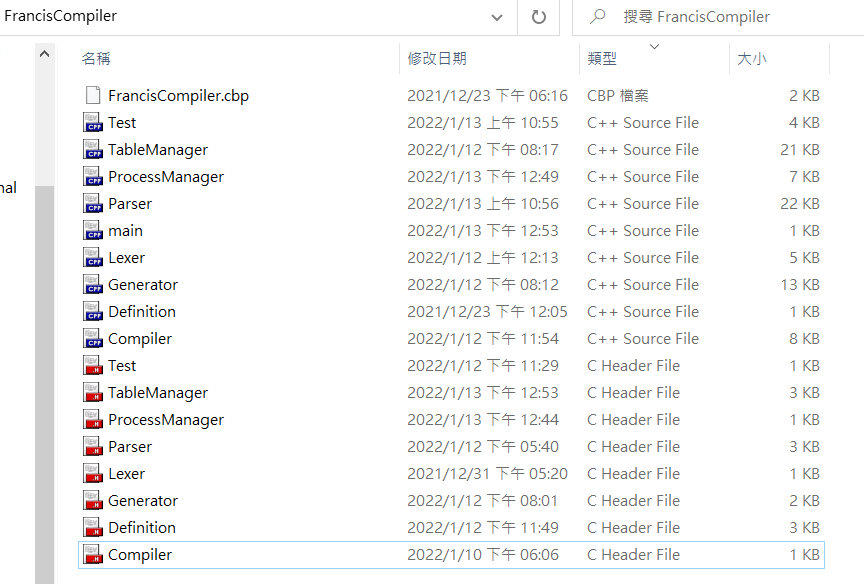 FrancisCompiler 搜尋 FrancisCompiler
名稱 修改日期 類型 大小
FrancisCompiler.cbp 2021/12/23 下午 06:16 CBP 檔案 2 KB
Test 2022/1/13 上午 10:55 C++ Source File 4 KB
TableManager 2022/1/12 下午 08:17 C++ Source File 21 KB
nal
ProcessManager 2022/1/13 下午 12:49 C++ Source File 7 KB
Parser 2022/1/13 上午 10:56 C++ Source File 22 KB
main 2022/1/13 下午 12:53 C++ Source File 1 KB
Lexer 2022/1/12 上午 12:13 C++ Source File 5 KB
Generator 2022/1/12 下午 08:12 C++ Source File 13 KB
Definition 2021/12/23 下午 12:05 C++ Source File 1 KB
Compiler 2022/1/12 下午 11:54 C++ Source File 8 KB
Test 2022/1/12 下午 11:29 C Header File 1 KB
TableManager 2022/1/13 下午 12:53 C Header File 3 KB
ProcessManager 2022/1/13 下午 12:44 C Header File 1 KB
Parser 2022/1/12 下午 05:40 C Header File 3 KB
Lexer 2021/12/31 下午 05:20 C Header File 1 KB
Generator 2022/1/12 下午 08:01 C Header File 2 KB
Definition 2022/1/12 下午 11:49 C Header File 3 KB
Compiler 2022/1/10 下午 06:06 C Header File 1 KB